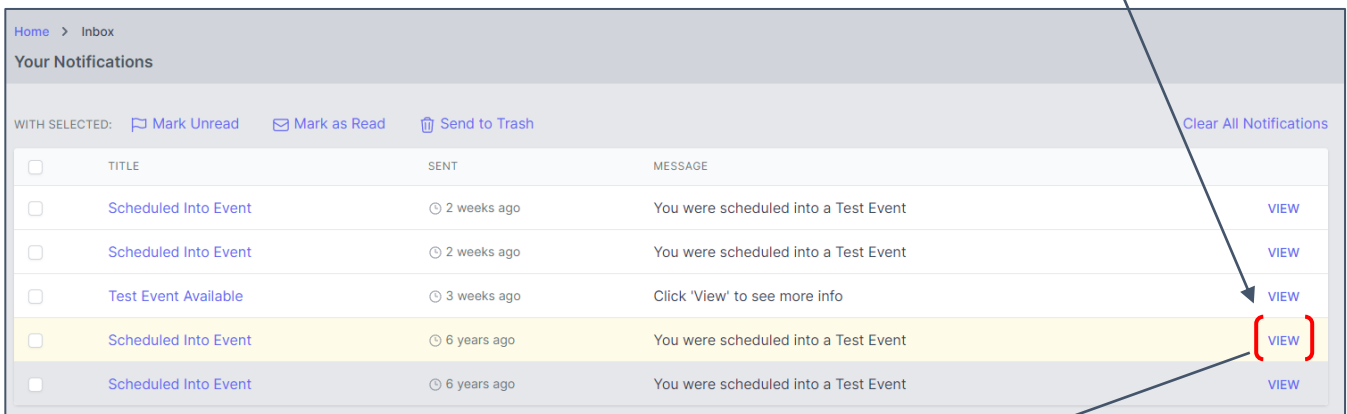 Home > Inbox
Your Notifications
WITH SELECTED: Mark Unread Mark as Read Send to Trash Clear All Notifications
TITLE SENT MESSAGE
Scheduled Into Event 2 weeks ago You were scheduled into a Test Event VIEW
Scheduled Into Event 2 weeks ago You were scheduled into a Test Event VIEW
Test Event Available 3 weeks ago Click 'View' to see more info VIEW
Scheduled Into Event 6 years ago You were scheduled into a Test Event VIEW
Scheduled Into Event 6 years ago You were scheduled into a Test Event VIEW